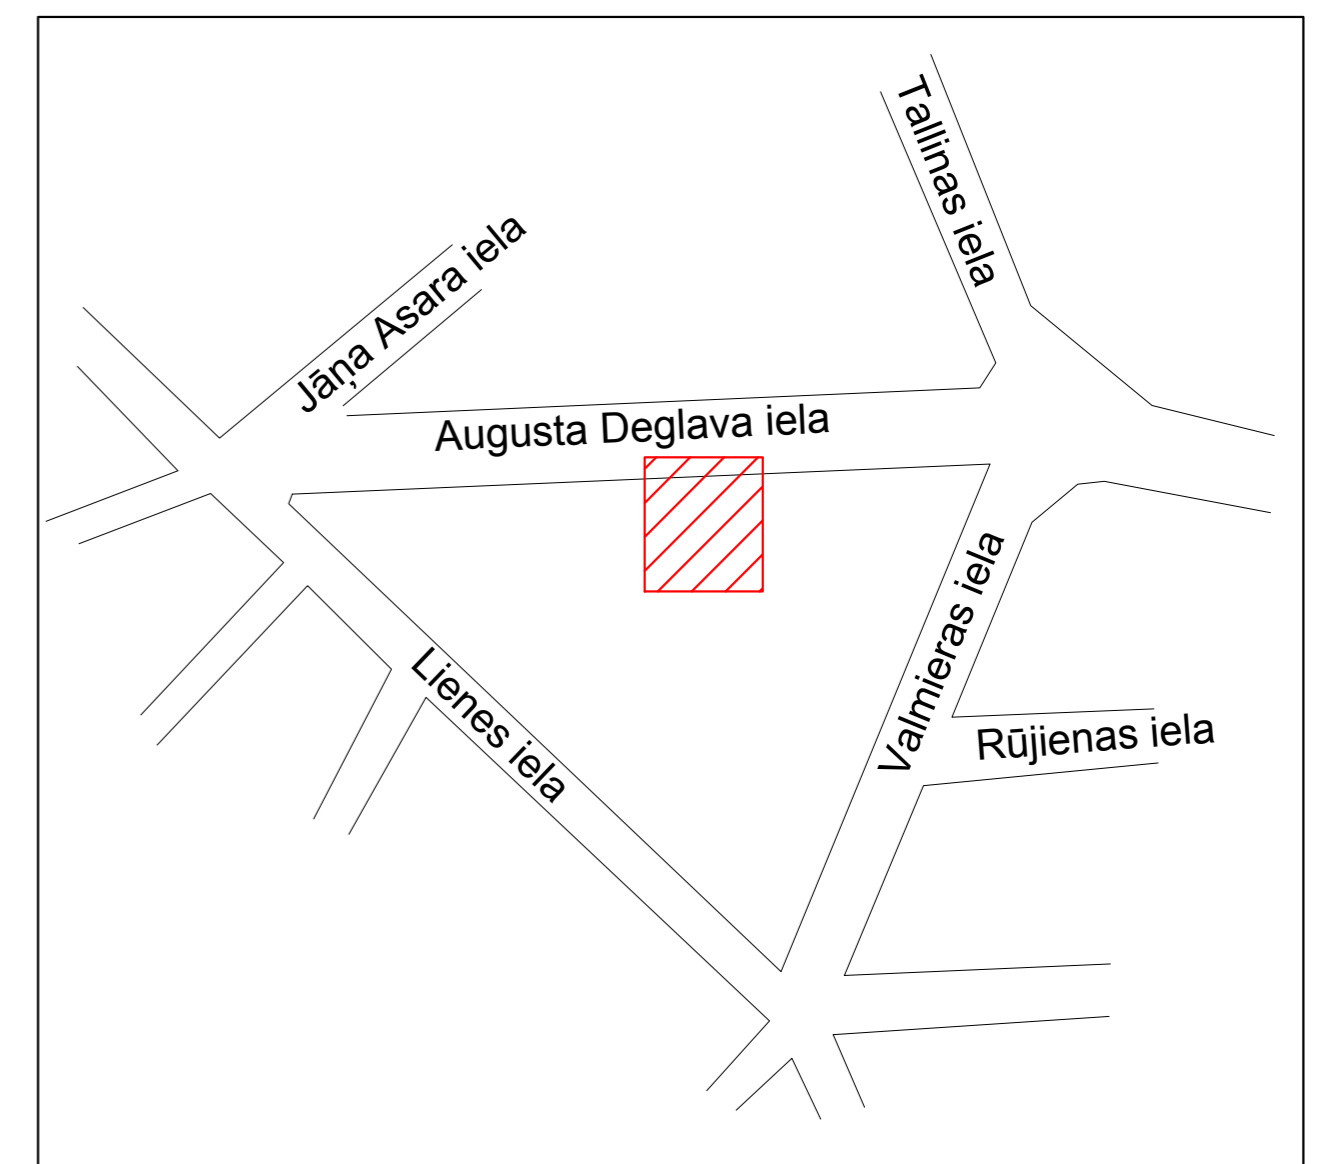 Tallinas iela
Jāņa Asara iela
Augusta Deglava iela
Valmieras iela
Lienes iela
Rūjienas iela